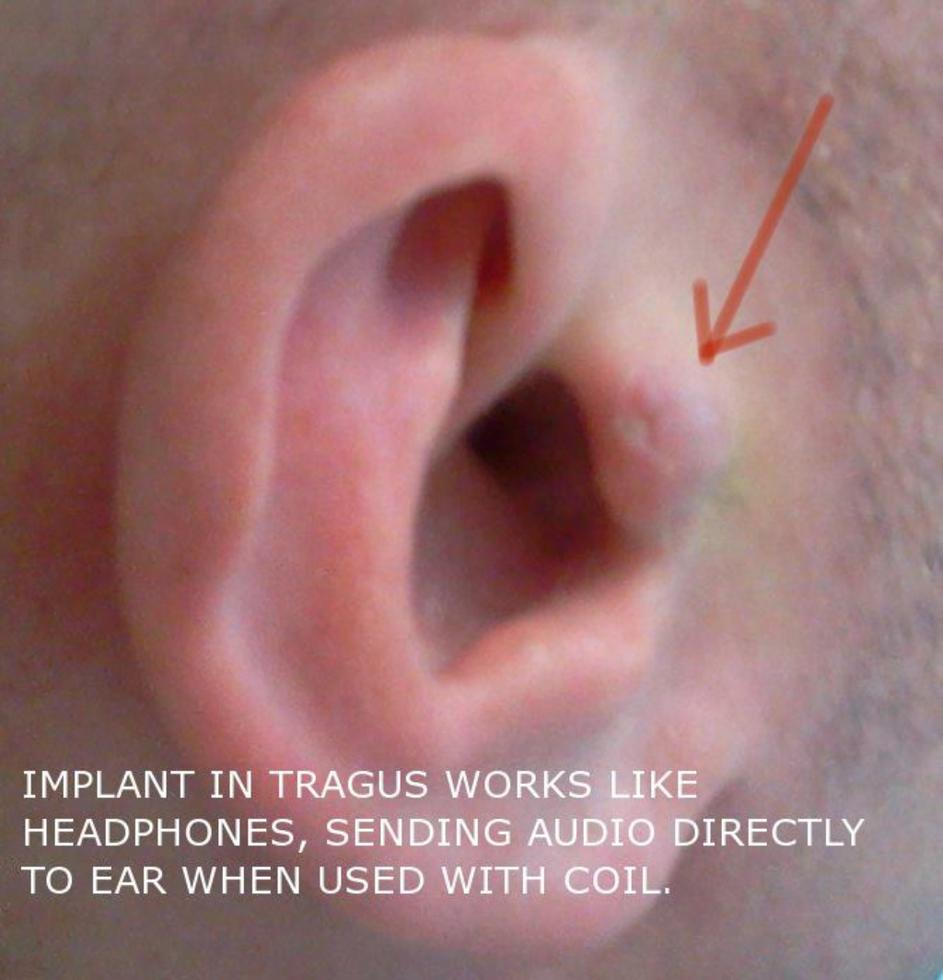 IMPLANT IN TRAGUS WORKS LIKE
HEADPHONES, SENDING AUDIO DIRECTLY
TO EAR WHEN USED WITH COIL.